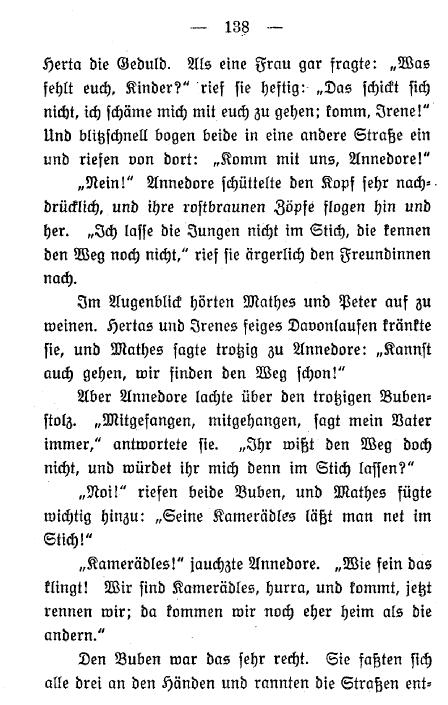 — 138 —
Herta die Geduld. Als eine Frau gar fragte: „Was
fehlt euch, Kinder?“ rief sie heftig: „Das schickt sich
nicht, ich schäme mich mit euch zu gehen; komm, Irene!“
Und blitzschnell bogen beide in eine andere Straße ein
und riefen von dort: „Komm mit uns, Annedore!“
„Nein!“ Annedore schüttelte den Kopf sehr nach-
drücklich, und ihre rostbraunen Zöpfe flogen hin und
her. „Ich lasse die Jungen nicht im Stich, die kennen
den Weg noch nicht,“ rief sie ärgerlich den Freundinnen
nach.
Im Augenblick hörten Mathes und Peter auf zu
weinen. Hertas und Irenes feiges Davonlaufen kränkte
sie, und Mathes sagte trotzig zu Annedore: „Kannst
auch gehen, wir finden den Weg schon!“
Aber Annedore lachte über den trotzigen Buben-
stolz. „Mitgefangen, mitgehangen, sagt mein Vater
immer,“ antwortete sie. „Ihr wißt den Weg doch
nicht, und würdet ihr mich denn im Stich lassen?“
„Noi!“ riefen beide Buben, und Mathes fügte
wichtig hinzu: „Seine Kamerädles läßt man net im
Stich!“
„Kamerädles!“ jauchzte Annedore. „Wie fein das
klingt! Wir sind Kamerädles, hurra, und kommt, jetzt
rennen wir; da kommen wir noch eher heim als die
andern.“
Den Buben war das sehr recht. Sie faßten sich
alle drei an den Händen und rannten die Straßen ent-